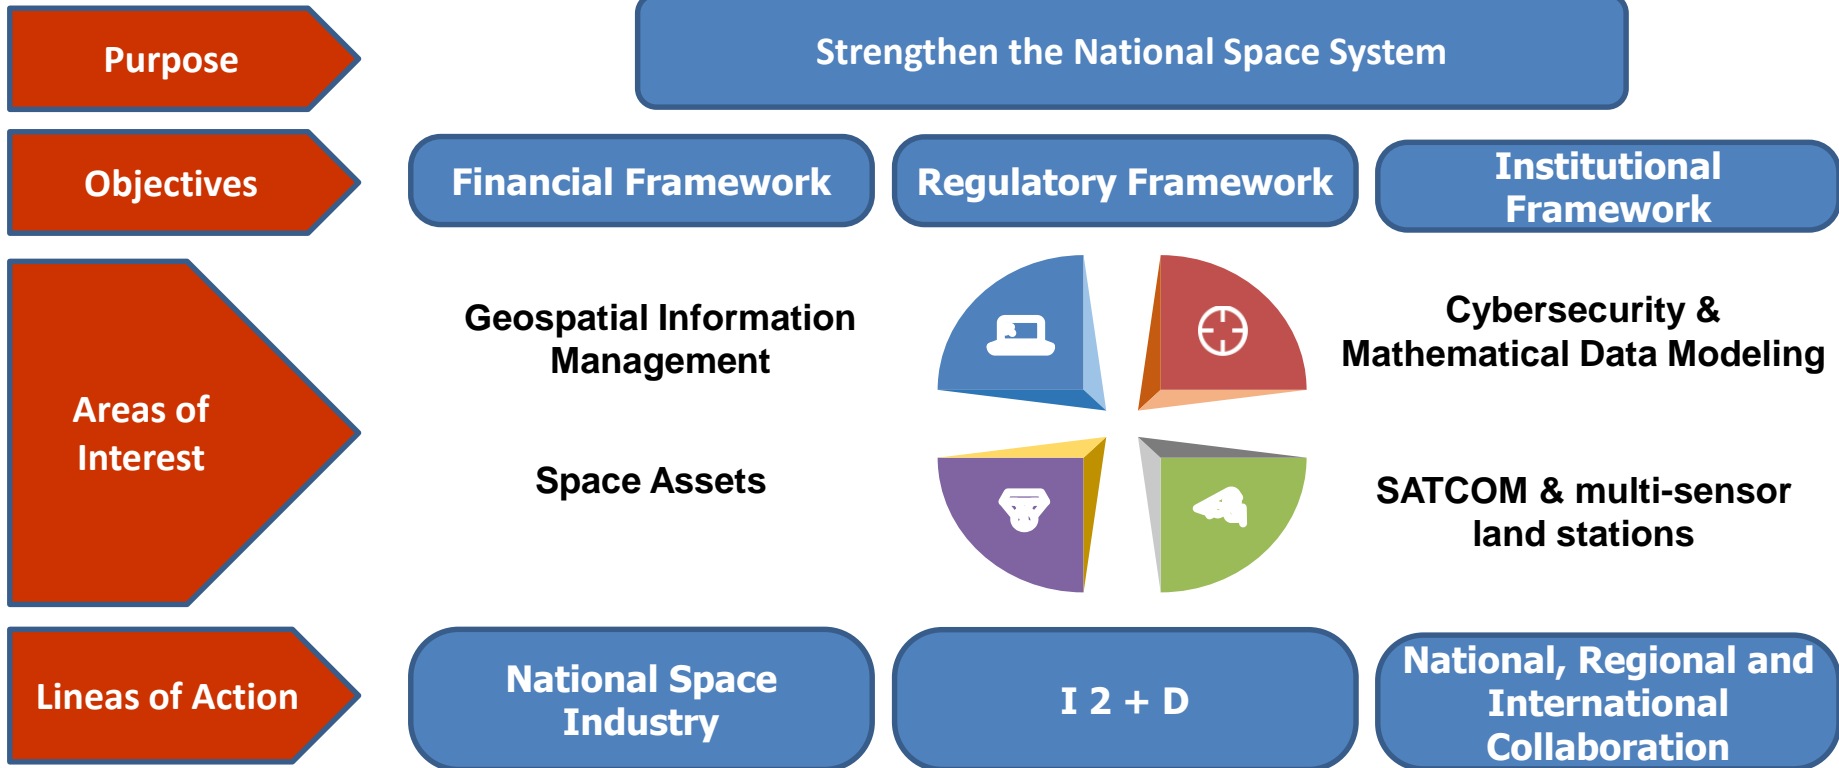 Purpose
Strengthen the National Space System
Objectives
Financial Framework
Regulatory Framework
Institutional
Framework
Areas of
Interest
Geospatial Information
Management
Cybersecurity &
Mathematical Data Modeling
Space Assets
SATCOM & multi-sensor
land stations
Lineas of Action
National Space
Industry
I 2 + D
National, Regional and
International
Collaboration